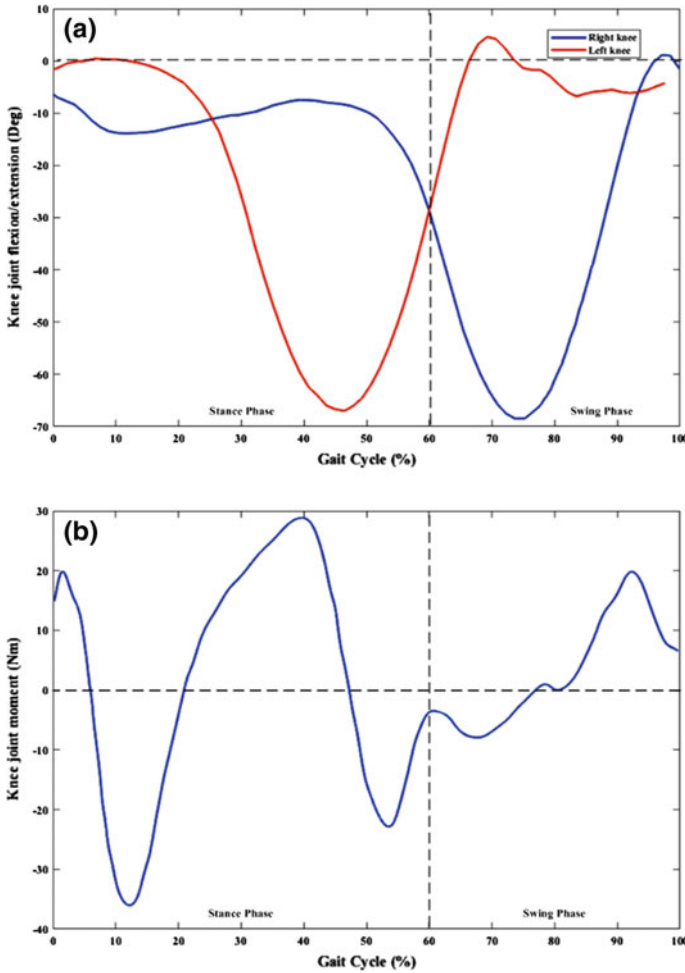 (a)
10
0
-10
-20
-30
-40
-50
-60
-70
Knee joint flexion/extension (Deg)
Right knee
Left knee
Stance Phase
Swing Phase
0 10 20 30 40 50 60 70 80 90 100
Gait Cycle (%)
(b)
30
20
10
0
-10
-20
-30
-40
Knee joint moment (Nm)
Stance Phase
Swing Phase
0 10 20 30 40 50 60 70 80 90 100
Gait Cycle (%)